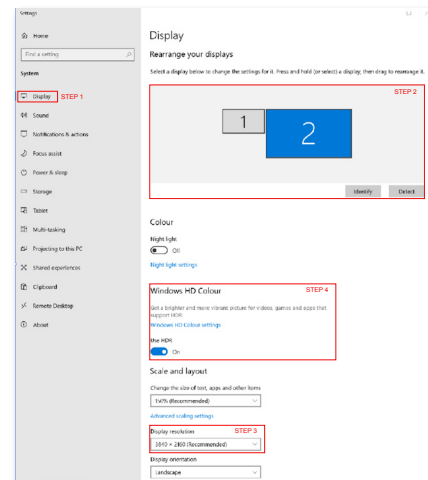 Settings
Home
Find a setting
System
Display STEP 1
Sound
Notifications & actions
Focus assist
Power & sleep
Storage
Tablet
Multi-tasking
Projecting to this PC
Shared experiences
Clipboard
Remote Desktop
About
Display
Rearrange your displays
Select a display below to change the settings for it. Press and hold (or select) a display, then drag to rearrange it.
STEP 2
1
2
Identify Detect
Colour
Night light
Off
Night light settings
Windows HD Colour STEP 4
Get a brighter and more vibrant picture for videos, games and apps that
support HDR.
Windows HD Colour settings
Use HDR
On
Scale and layout
Change the size of text, apps and other items
150% (Recommended)
Advanced scaling settings
Display resolution STEP 3
3840 × 2160 (Recommended)
Display orientation
Landscape